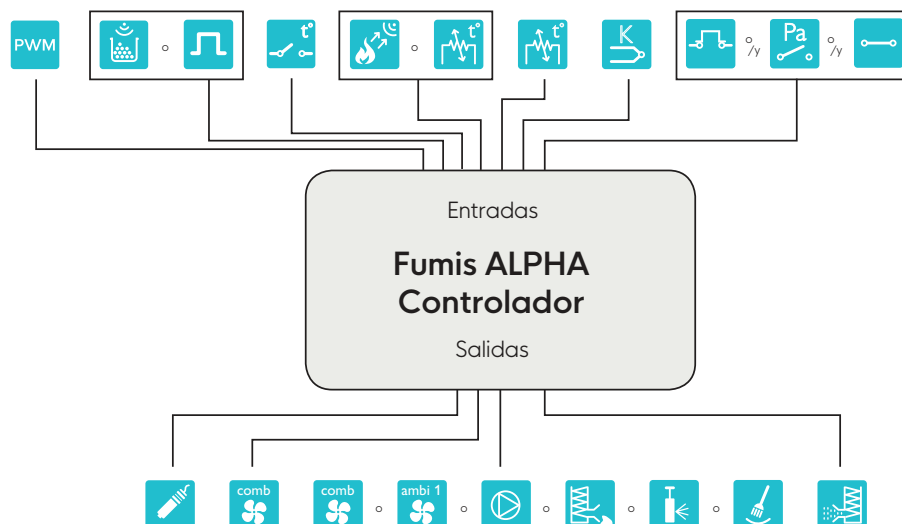 PWM
o
t°
o
t°
t°
K
o/y
Pa
o/y
Entradas
Fumis ALPHA
Controlador
Salidas
comb
comb
o
ambi 1
o
o
o
o